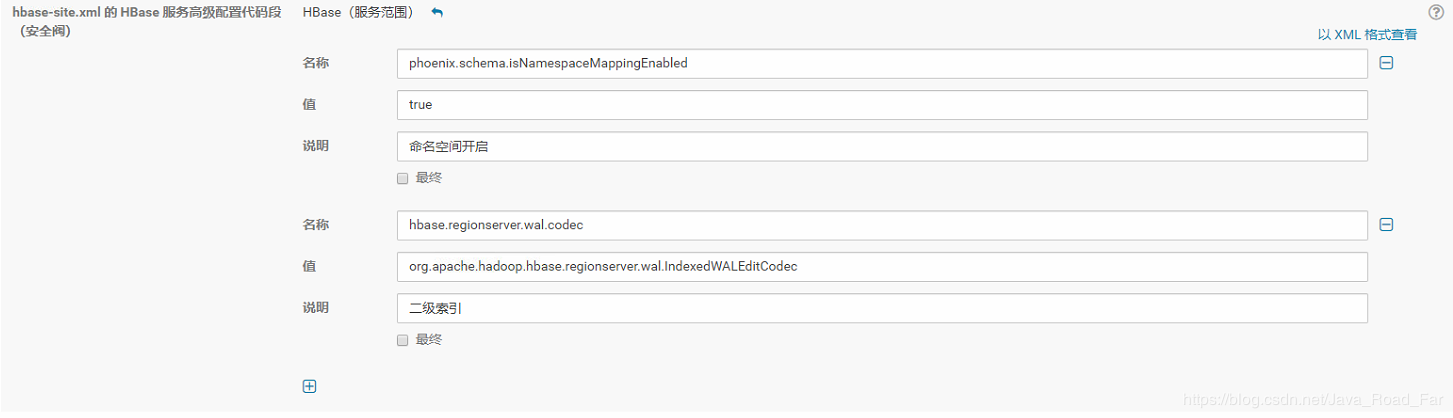 hbase-site.xml 的 HBase 服务高级配置代码段 HBase（服务范围）
（安全阀）
以 XML 格式查看
名称 phoenix.schema.isNamespaceMappingEnabled
值 true
说明 命名空间开启
最终
名称 hbase.regionserver.wal.codec
值 org.apache.hadoop.hbase.regionserver.wal.IndexedWALEditCodec
说明 二级索引
最终
https://blog.csdn.net/Java_Road_Far